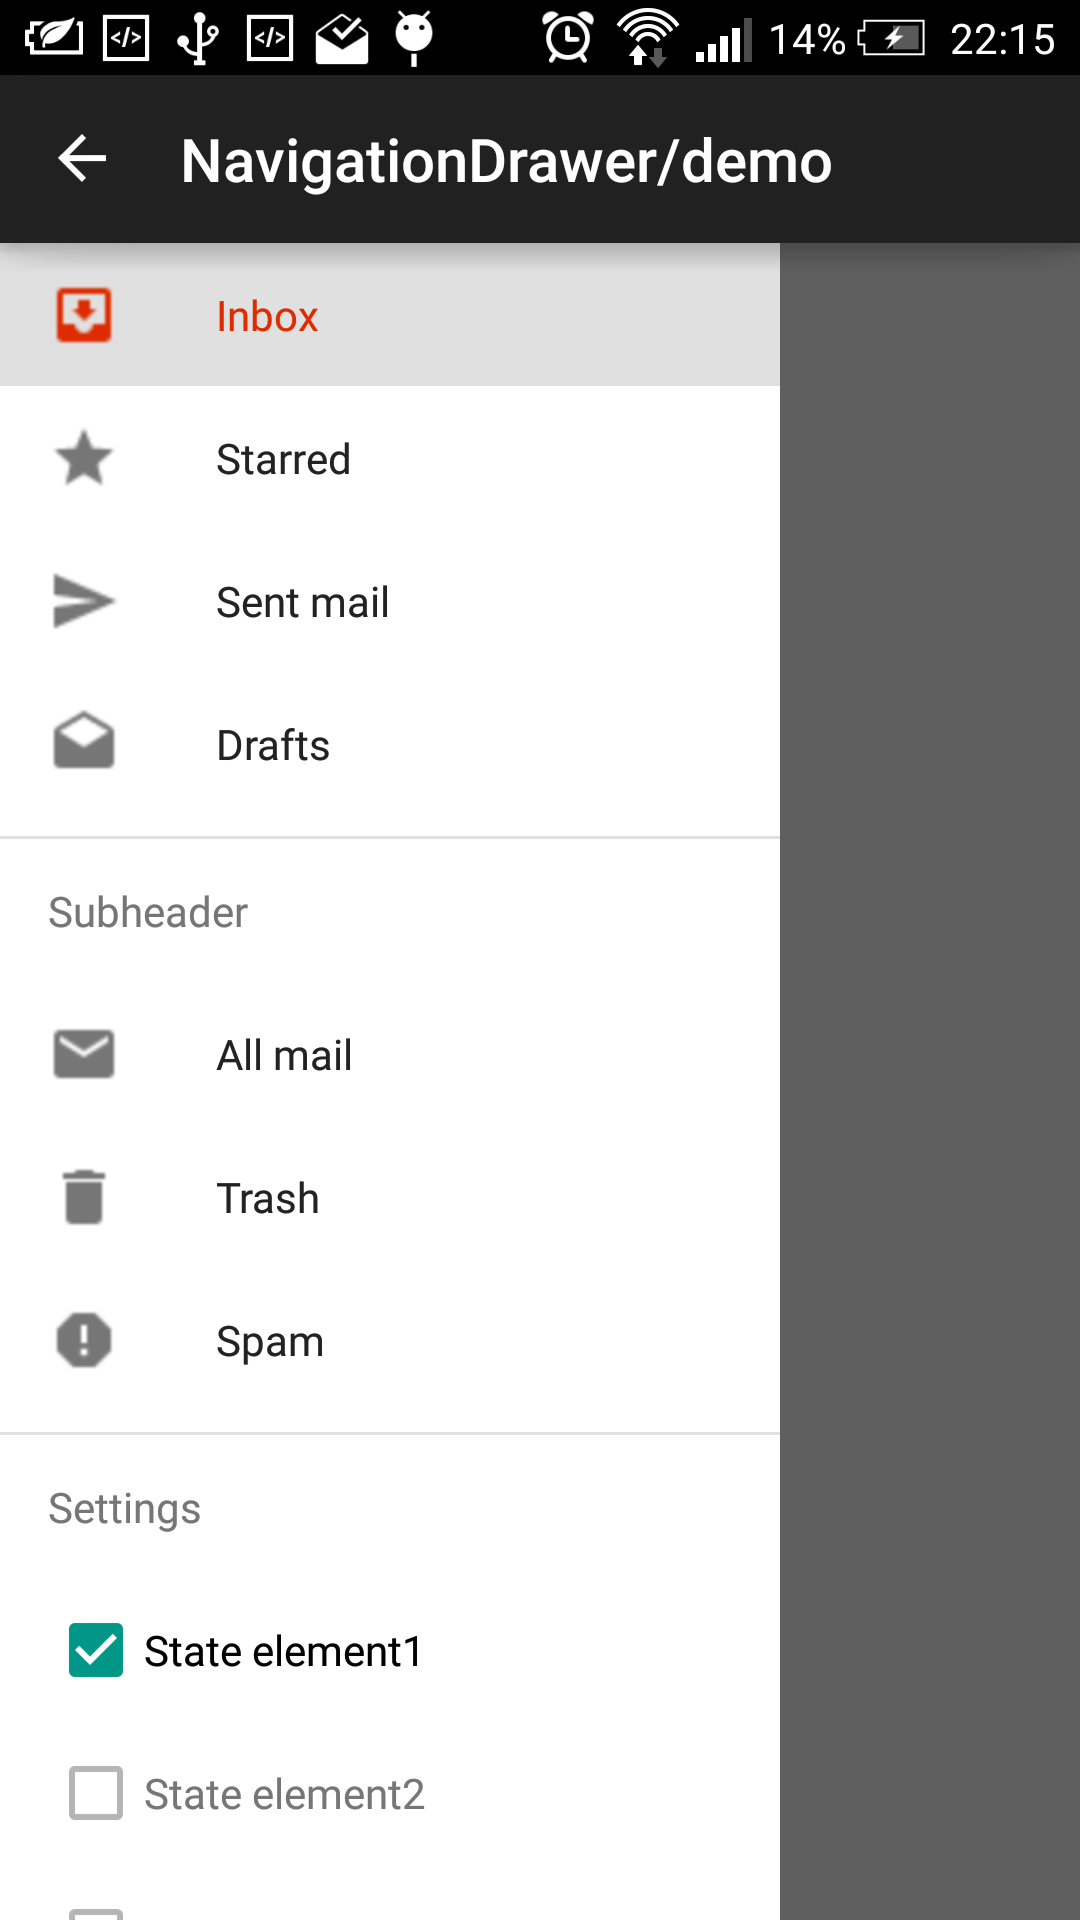 14% 22:15
NavigationDrawer/demo
Inbox
Starred
Sent mail
Drafts
Subheader
All mail
Trash
Spam
Settings
State element1
State element2